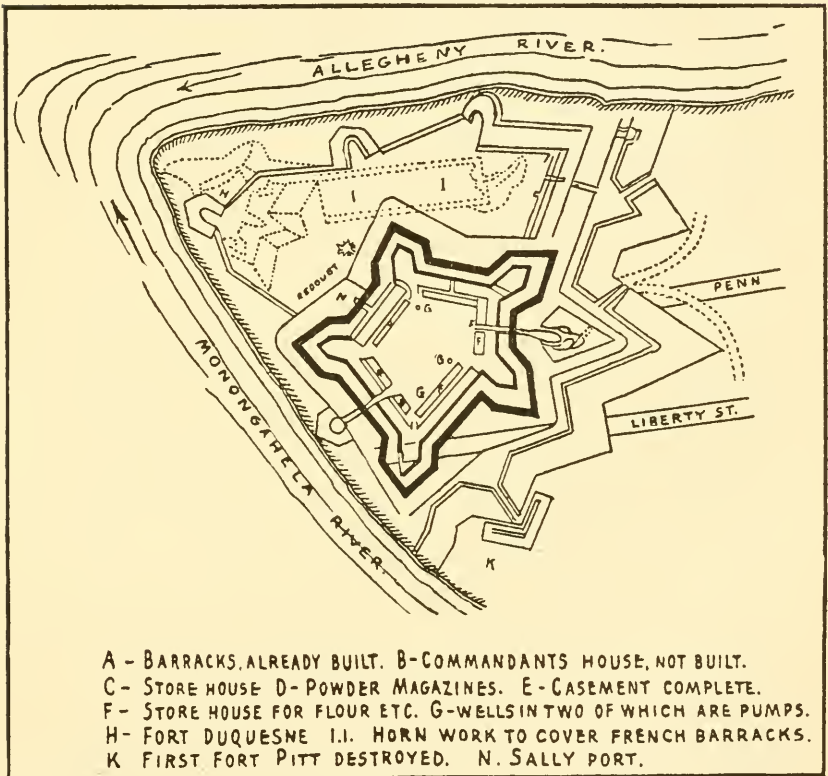 ALLEGHENY RIVER.
H
I
I
REDOUBT
N
G
F
PENN
G
LIBERTY ST.
MONONGAHELA RIVER.
K
A - BARRACKS, ALREADY BUILT. B-COMMANDANTS HOUSE, NOT BUILT.
C- STORE HOUSE D-POWDER MAGAZINES. E-CASEMENT COMPLETE.
F- STORE HOUSE FOR FLOUR ETC. G-WELLS IN TWO OF WHICH ARE PUMPS.
H- FORT DUQUESNE I.I. HORN WORK TO COVER FRENCH BARRACKS.
K FIRST FORT PITT DESTROYED. N. SALLY PORT.